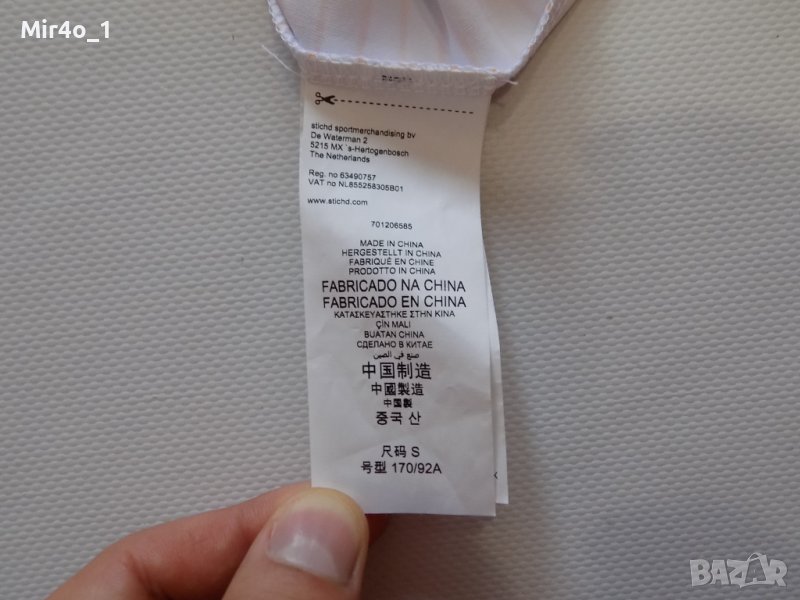 Mir4o_1
stichd sportmerchandising bv
De Waterman 2
5215 MX `s-Hertogenbosch
The Netherlands
Reg. no 63490757
VAT no NL855258305B01
www.stichd.com
701206585
MADE IN CHINA
HERGESTELLT IN CHINA
FABRIQUÉ EN CHINE
PRODOTTO IN CHINA
FABRICADO NA CHINA
FABRICADO EN CHINA
ΚΑΤΑΣΚΕΥΑΣΤΗΚΕ ΣΤΗΝ ΚΙΝΑ
ÇİN MALI
BUATAN CHINA
СДЕЛАНО В КИТАЕ
صنع في الصين
中国制造
中國製造
中国製
중국 산
尺码 S
号型 170/92A
BAZAR